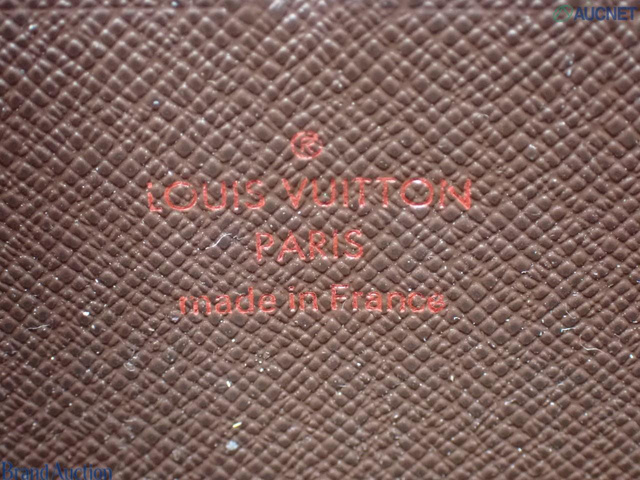 AUCNET
®
LOUIS VUITTON
PARIS
made in France
Brand Auction